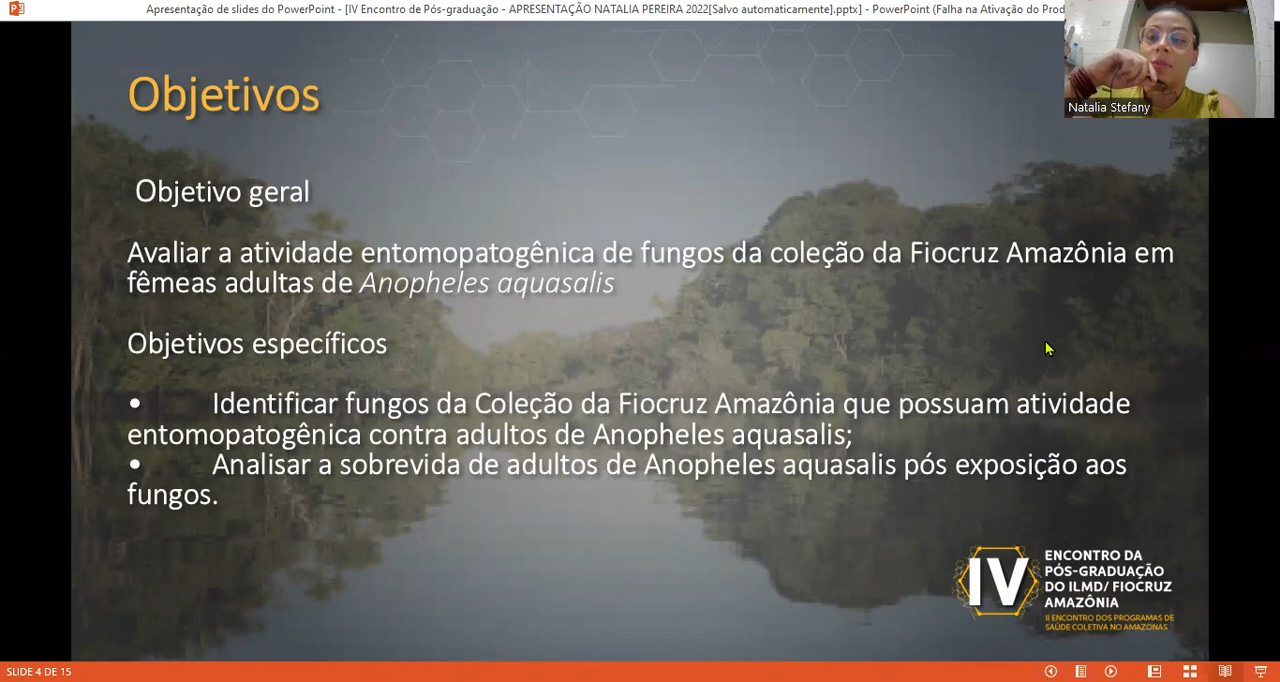 Apresentação de slides do PowerPoint - [IV Encontro de Pós-graduação - APRESENTAÇÃO NATALIA PEREIRA 2022[Salvo automaticamente].pptx] - PowerPoint (Falha na Ativação do Prod
Natalia Stefany
Objetivos
Objetivo geral
Avaliar a atividade entomopatogênica de fungos da coleção da Fiocruz Amazônia em
fêmeas adultas de Anopheles aquasalis
Objetivos específicos
• Identificar fungos da Coleção da Fiocruz Amazônia que possuam atividade
entomopatogênica contra adultos de Anopheles aquasalis;
• Analisar a sobrevida de adultos de Anopheles aquasalis pós exposição aos
fungos.
IV
ENCONTRO DA
PÓS-GRADUAÇÃO
DO ILMD/ FIOCRUZ
AMAZÔNIA
II ENCONTRO DOS PROGRAMAS DE
SAÚDE COLETIVA NO AMAZONAS
SLIDE 4 DE 15